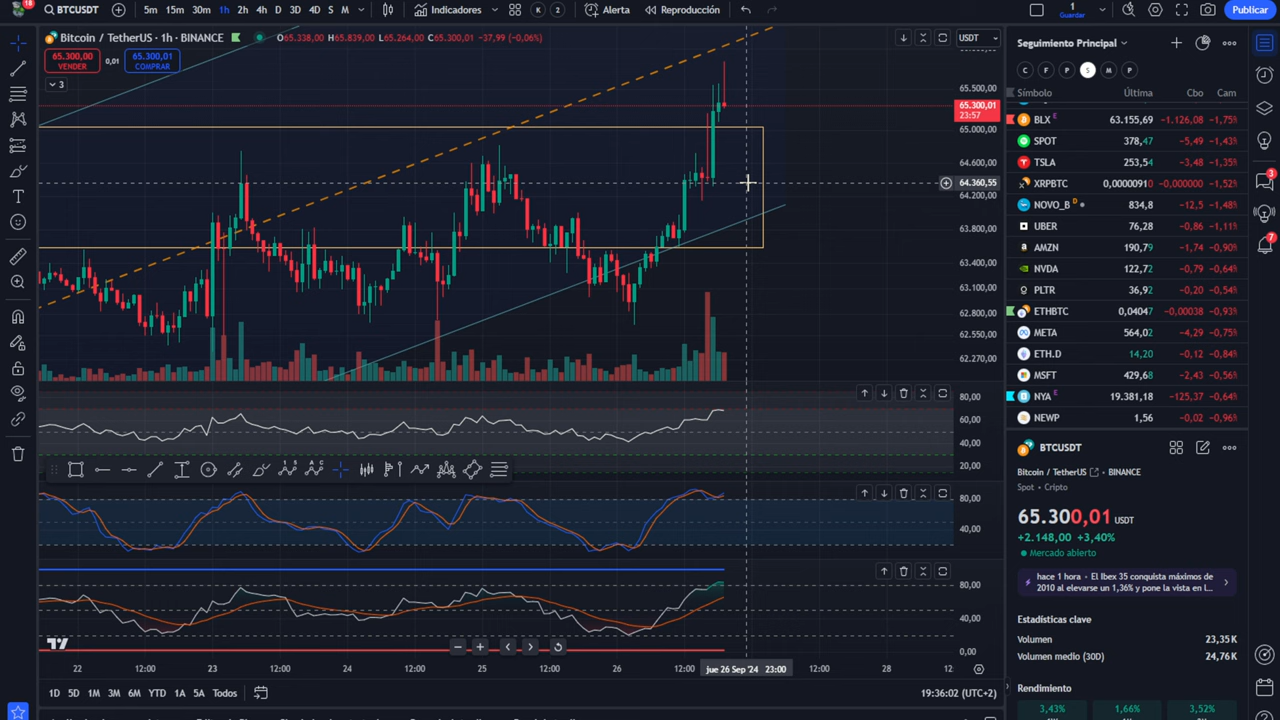 18
BTCUSDT
5m 15m 30m 1h 2h 4h D 3D 4D S M
Indicadores
K 2
Alerta
Reproducción
1
Guardar
Publicar
Bitcoin / TetherUS · 1h · BINANCE
O65.338,00 H65.839,00 L65.264,00 C65.300,01 -37,99 (-0,06%)
65.300,00
VENDER
0,01
65.300,01
COMPRAR
3
USDT
65.500,00
65.300,01
23:57
65.000,00
64.600,00
64.360,55
64.200,00
63.800,00
63.400,00
63.100,00
62.800,00
62.550,00
62.270,00
80,00
60,00
40,00
20,00
80,00
40,00
80,00
40,00
0,00
22 12:00 23 12:00 24 12:00 25 12:00 26 12:00 jue 26 Sep '24 23:00 12:00 28 12:
1D 5D 1M 3M 6M YTD 1A 5A Todos
19:36:02 (UTC+2)
Seguimiento Principal
C F P S M P
Símbolo Última Cbo Cam
BLX E 63.155,69 -1.126,08 -1,75%
SPOT 378,47 -5,49 -1,43%
TSLA 253,54 -3,48 -1,35%
XRPBTC 0,0000910 -0,000000 -1,52%
NOVO_B D 834,8 -12,5 -1,48%
UBER 76,28 -0,86 -1,11%
AMZN 190,79 -1,74 -0,90%
NVDA 122,72 -0,79 -0,64%
PLTR 36,92 -0,20 -0,54%
ETHBTC 0,04047 -0,00038 -0,93%
META 564,02 -4,29 -0,75%
ETH.D 14,20 -0,12 -0,84%
MSFT 429,68 -2,43 -0,56%
NYA E 19.381,18 -125,37 -0,64%
NEWP 1,56 -0,02 -0,96%
BTCUSDT
Bitcoin / TetherUS · BINANCE
Spot · Cripto
65.300,01 USDT
+2.148,00 +3,40%
Mercado abierto
hace 1 hora · El Ibex 35 conquista máximos de
2010 al elevarse un 1,36% y pone la vista en l...
Estadísticas clave
Volumen 23,35 K
Volumen medio (30D) 24,76 K
Rendimiento
3,43% 1,66% 3,52%
3
7